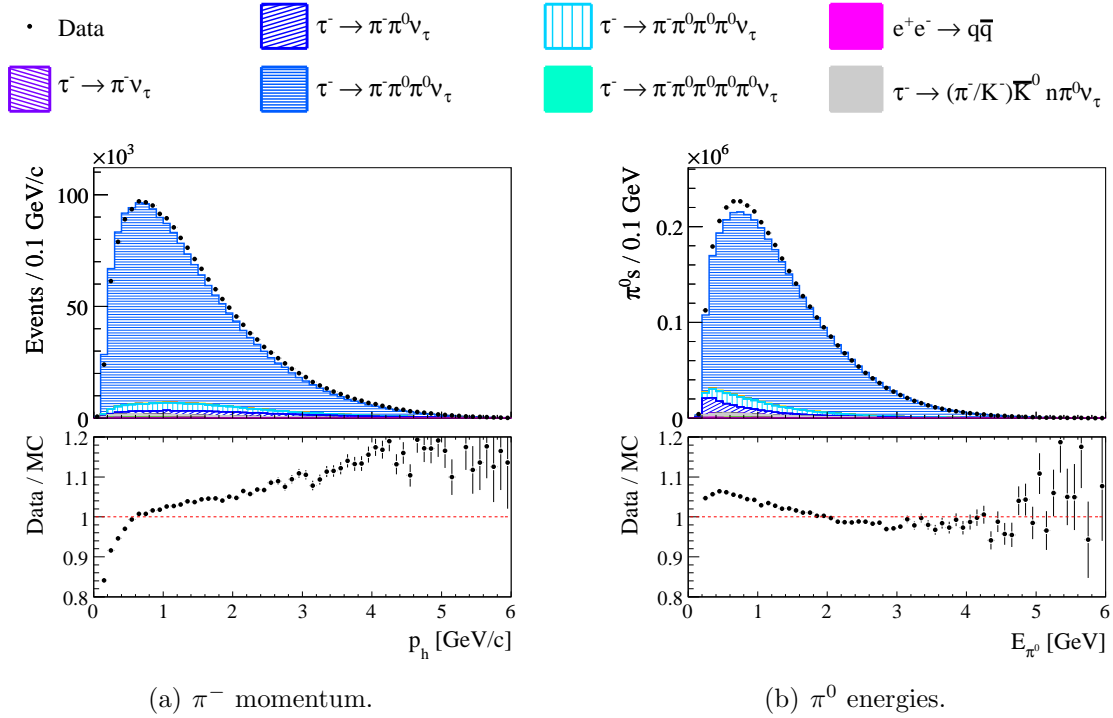 Data
τ⁻ → π⁻π⁰ν_τ
τ⁻ → π⁻π⁰π⁰π⁰ν_τ
e⁺e⁻ → qq̅
τ⁻ → π⁻ν_τ
τ⁻ → π⁻π⁰π⁰ν_τ
τ⁻ → π⁻π⁰π⁰π⁰π⁰ν_τ
τ⁻ → (π⁻/K⁻)K̅⁰ nπ⁰ν_τ
×10³
Events / 0.1 GeV/c
100
50
0
Data / MC
1.2
1.1
1
0.9
0.8
0 1 2 3 4 5 6
p_h [GeV/c]
(a) π⁻ momentum.
×10⁶
π⁰s / 0.1 GeV
0.2
0.1
0
Data / MC
1.2
1.1
1
0.9
0.8
0 1 2 3 4 5 6
E_π⁰ [GeV]
(b) π⁰ energies.